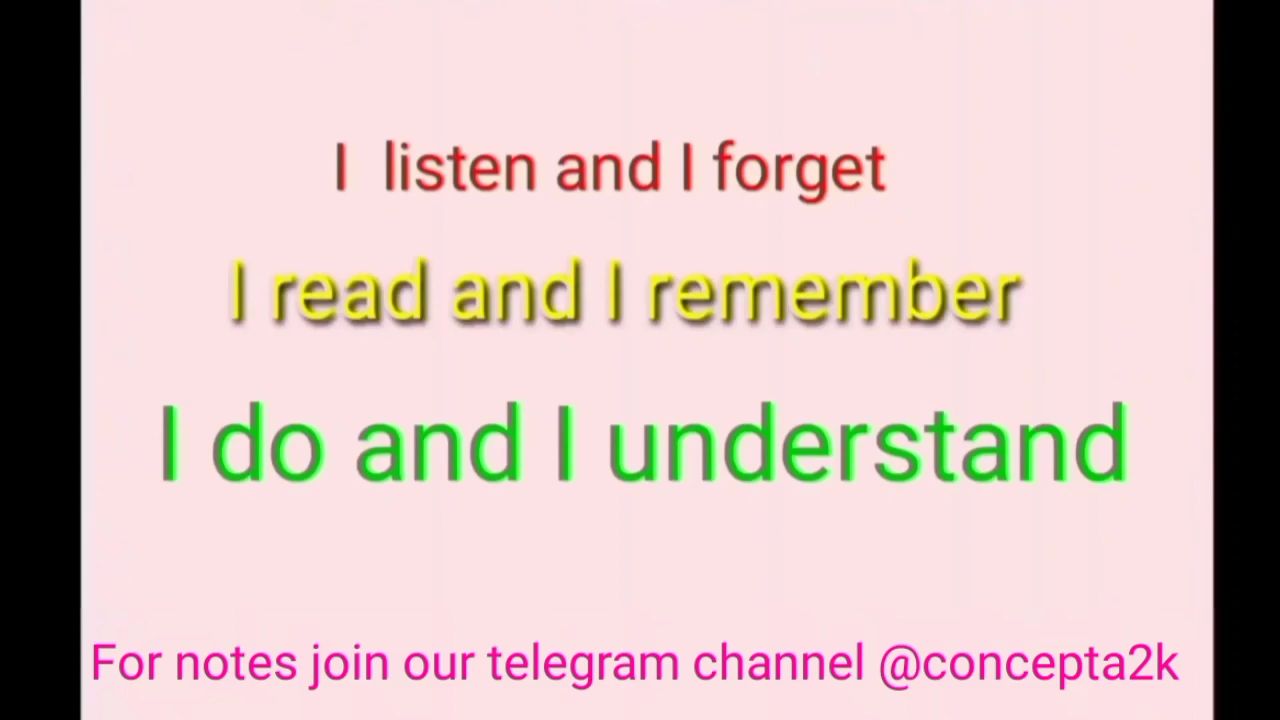 I listen and I forget
I read and I remember
I do and I understand
For notes join our telegram channel @concepta2k